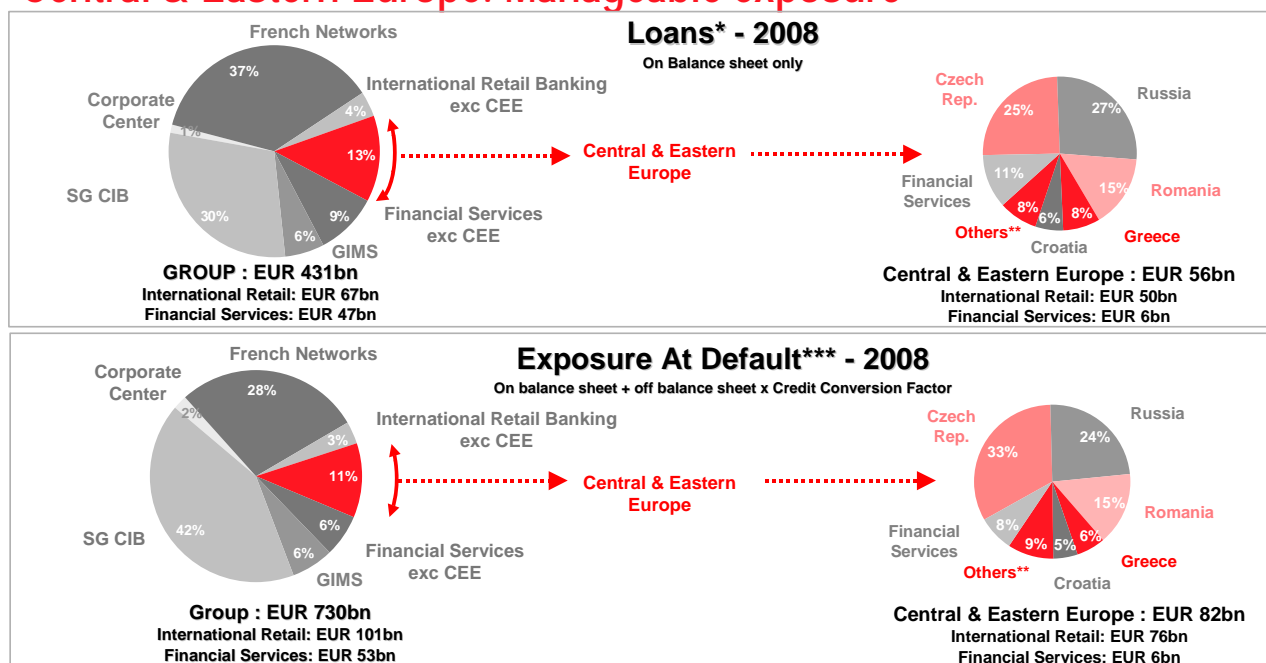 Central & Eastern Europe: Manageable exposure
Loans* - 2008
On Balance sheet only
French Networks
37%
International Retail Banking
exc CEE
4%
Corporate
Center
1%
13%
Central & Eastern
Europe
SG CIB
30%
Financial Services
exc CEE
9%
6%
GIMS
GROUP : EUR 431bn
International Retail: EUR 67bn
Financial Services: EUR 47bn
Czech
Rep.
25%
27%
Russia
Financial
Services
11%
15%
Romania
8%
6%
8%
Others**
Croatia
Greece
Central & Eastern Europe : EUR 56bn
International Retail: EUR 50bn
Financial Services: EUR 6bn
Exposure At Default*** - 2008
On balance sheet + off balance sheet x Credit Conversion Factor
French Networks
28%
Corporate
Center
2%
International Retail Banking
exc CEE
3%
11%
Central & Eastern
Europe
SG CIB
42%
6%
Financial Services
exc CEE
6%
GIMS
Group : EUR 730bn
International Retail: EUR 101bn
Financial Services: EUR 53bn
Czech
Rep.
33%
24%
Russia
15%
Romania
Financial
Services
8%
9%
5%
6%
Others**
Croatia
Greece
Central & Eastern Europe : EUR 82bn
International Retail: EUR 76bn
Financial Services: EUR 6bn